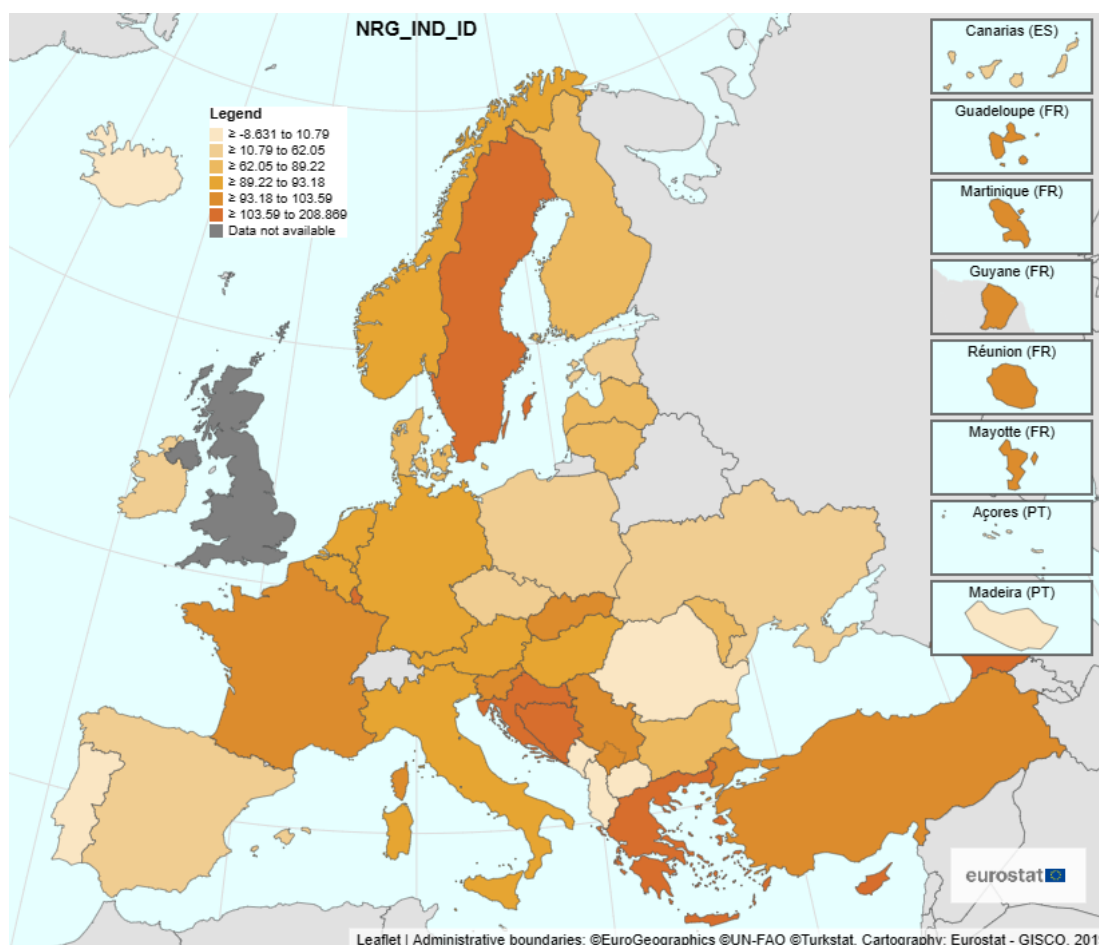 NRG_IND_ID
Legend
≥ -8.631 to 10.79
≥ 10.79 to 62.05
≥ 62.05 to 89.22
≥ 89.22 to 93.18
≥ 93.18 to 103.59
≥ 103.59 to 208.869
Data not available
Canarias (ES)
Guadeloupe (FR)
Martinique (FR)
Guyane (FR)
Réunion (FR)
Mayotte (FR)
Açores (PT)
Madeira (PT)
eurostat
Leaflet | Administrative boundaries: ©EuroGeographics ©UN-FAO ©Turkstat, Cartography: Eurostat - GISCO, 201